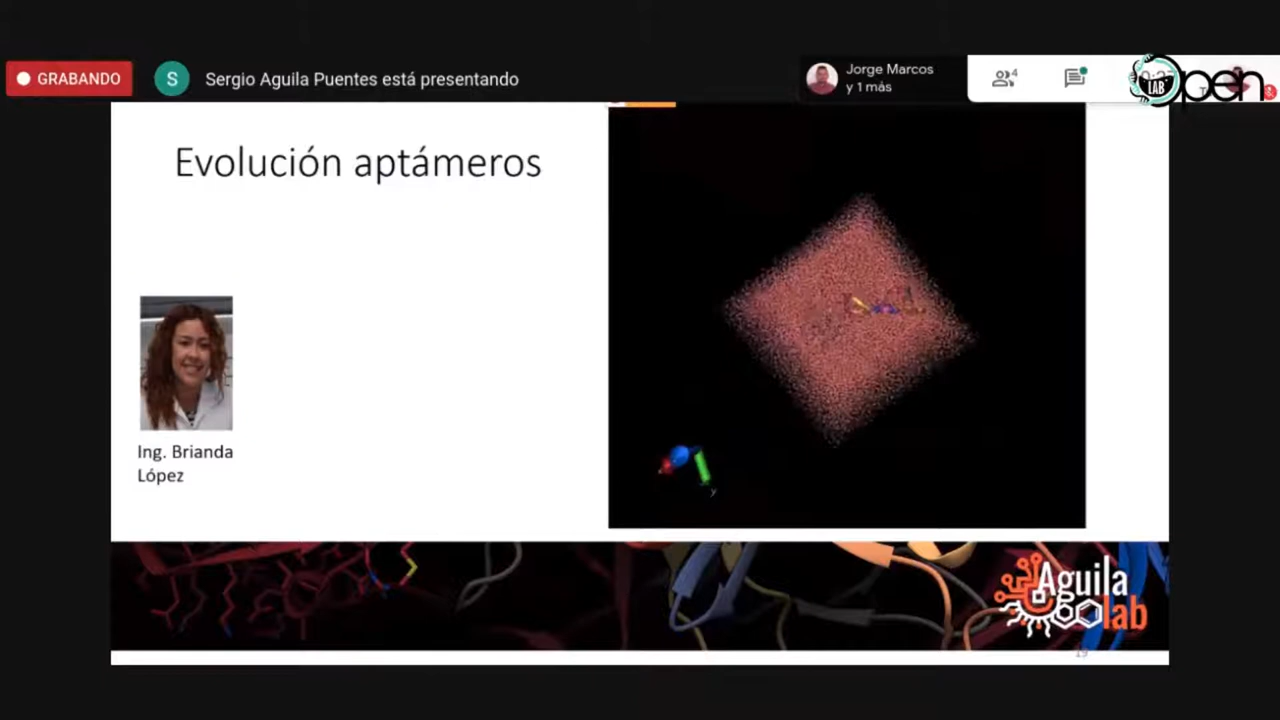 GRABANDO
S
Sergio Aguila Puentes está presentando
Jorge Marcos
y 1 más
4
LAB
Open
Evolución aptámeros
Ing. Brianda
López
y
Aguila
lab
19